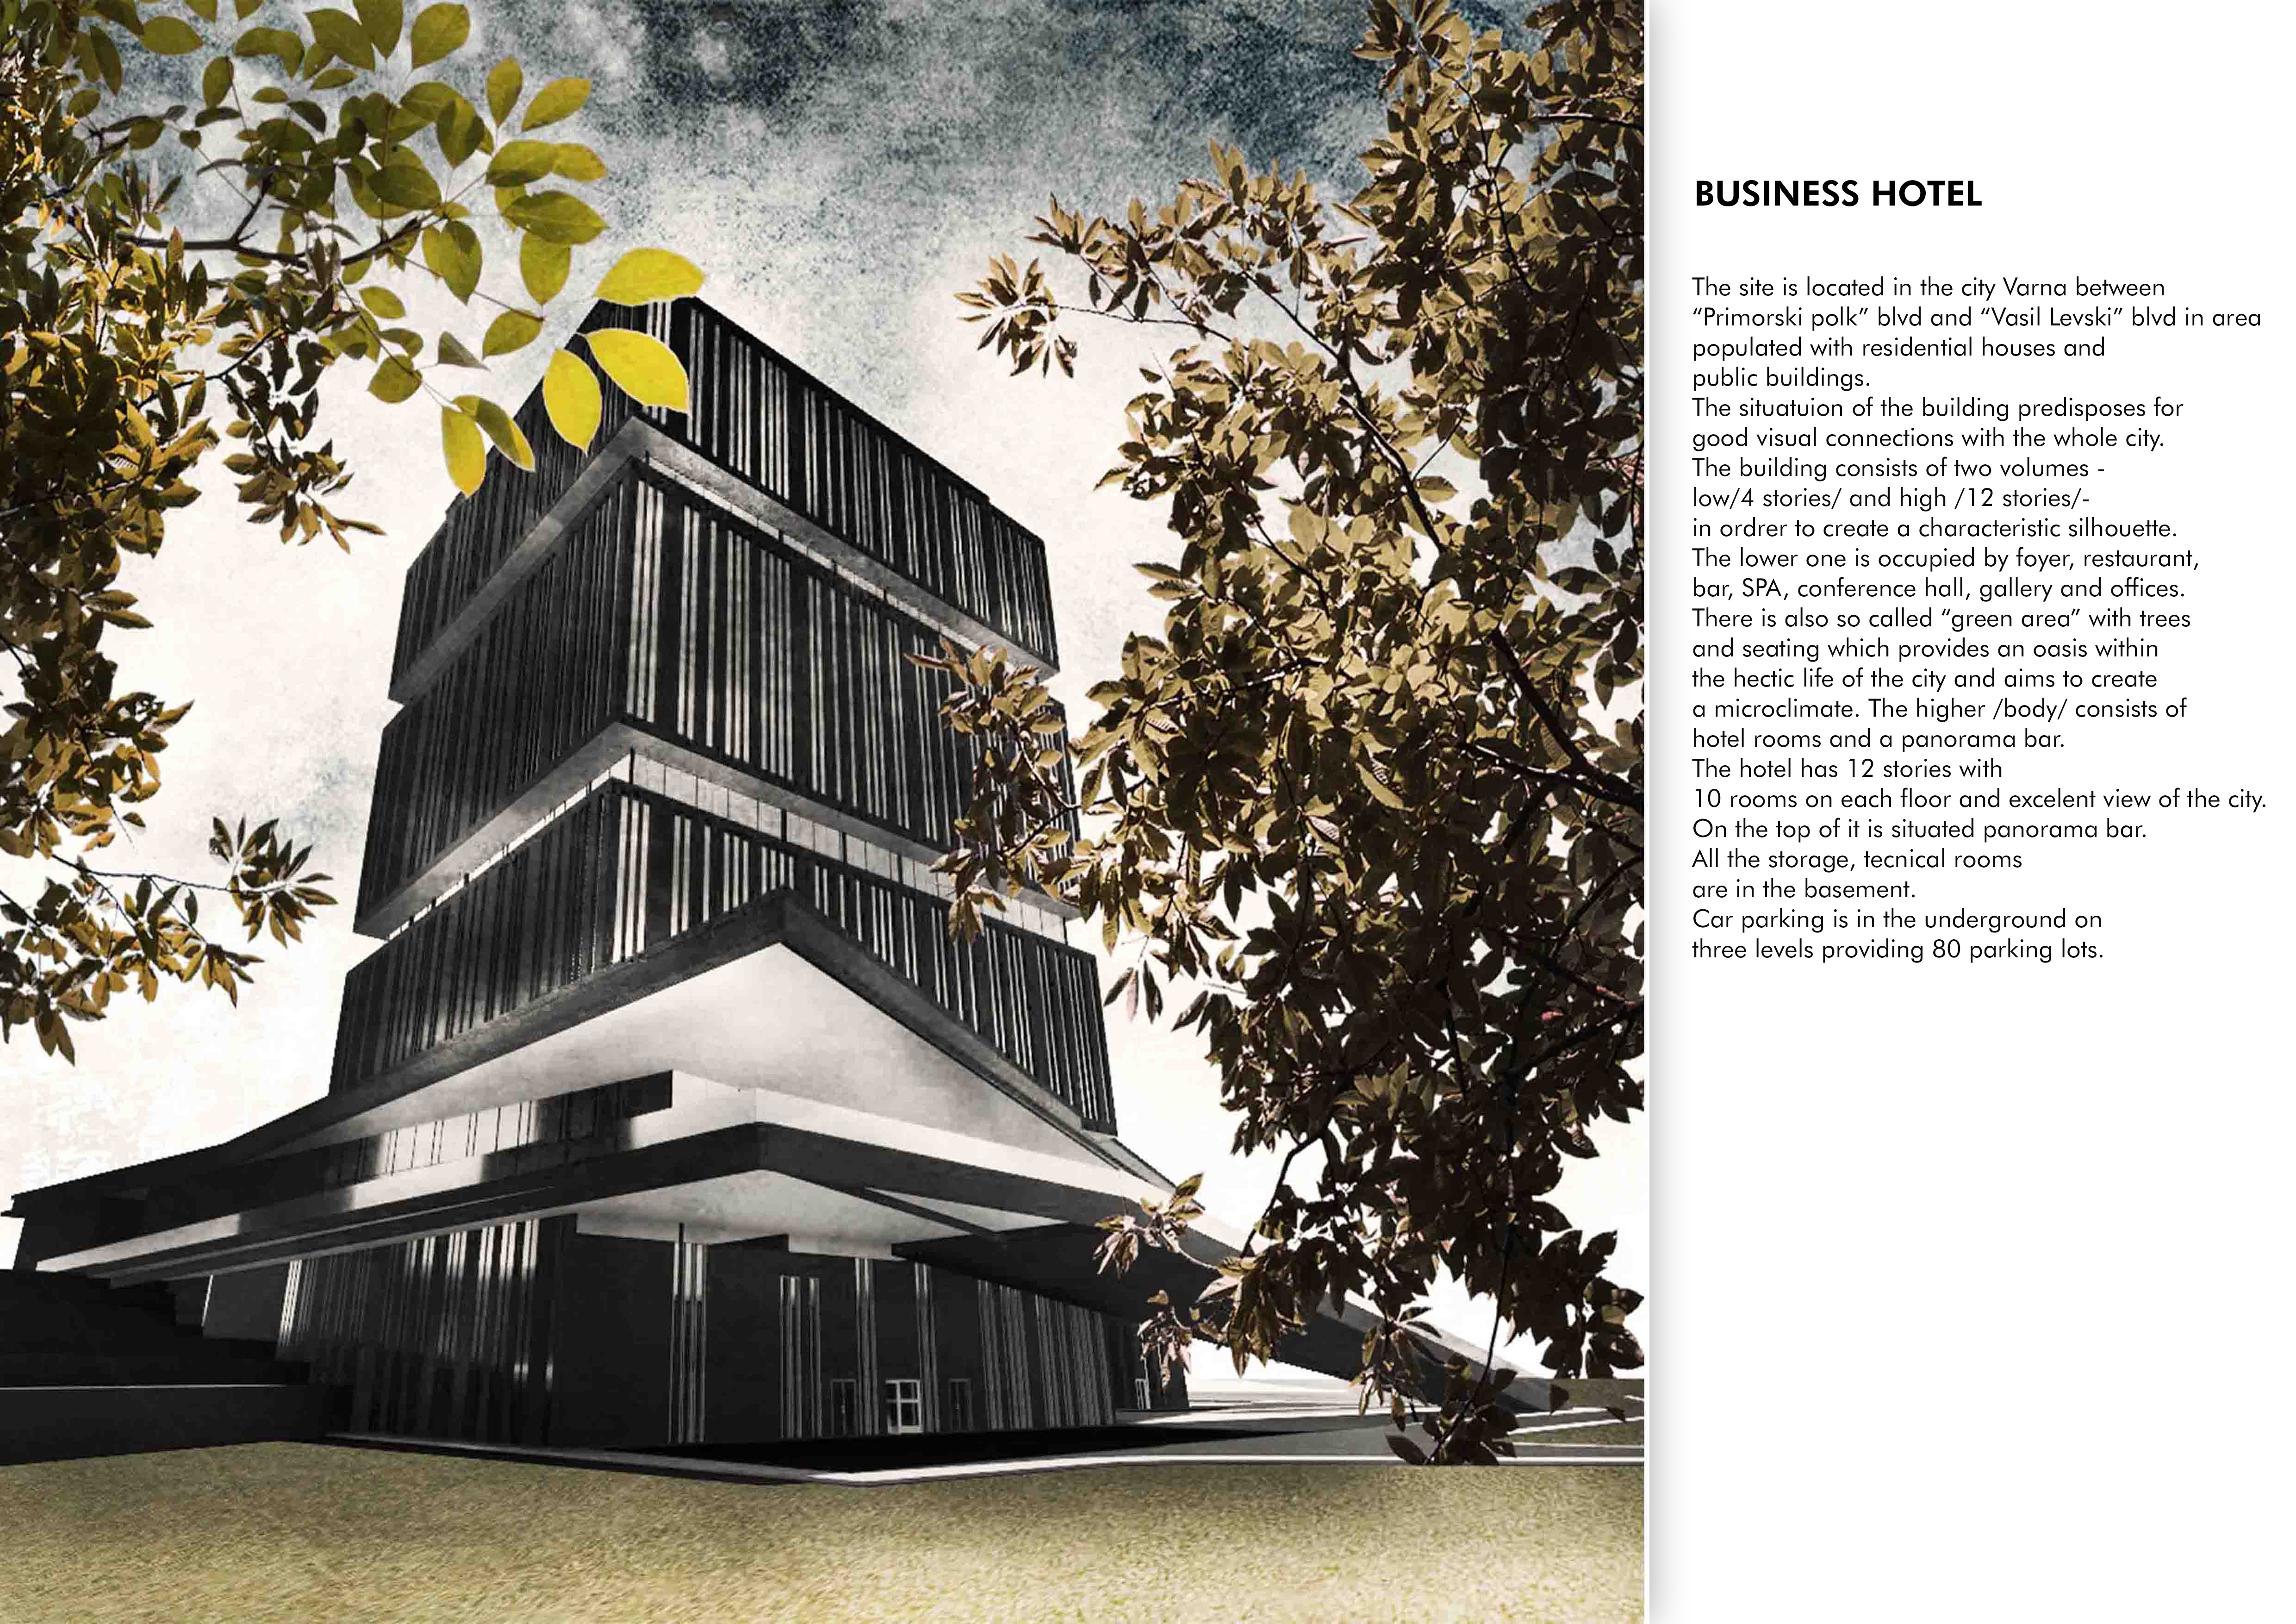 BUSINESS HOTEL
The site is located in the city Varna between
“Primorski polk” blvd and “Vasil Levski” blvd in area
populated with residential houses and
public buildings.
The situatuion of the building predisposes for
good visual connections with the whole city.
The building consists of two volumes -
low/4 stories/ and high /12 stories/-
in ordrer to create a characteristic silhouette.
The lower one is occupied by foyer, restaurant,
bar, SPA, conference hall, gallery and offices.
There is also so called “green area” with trees
and seating which provides an oasis within
the hectic life of the city and aims to create
a microclimate. The higher /body/ consists of
hotel rooms and a panorama bar.
The hotel has 12 stories with
10 rooms on each floor and excelent view of the city.
On the top of it is situated panorama bar.
All the storage, tecnical rooms
are in the basement.
Car parking is in the underground on
three levels providing 80 parking lots.